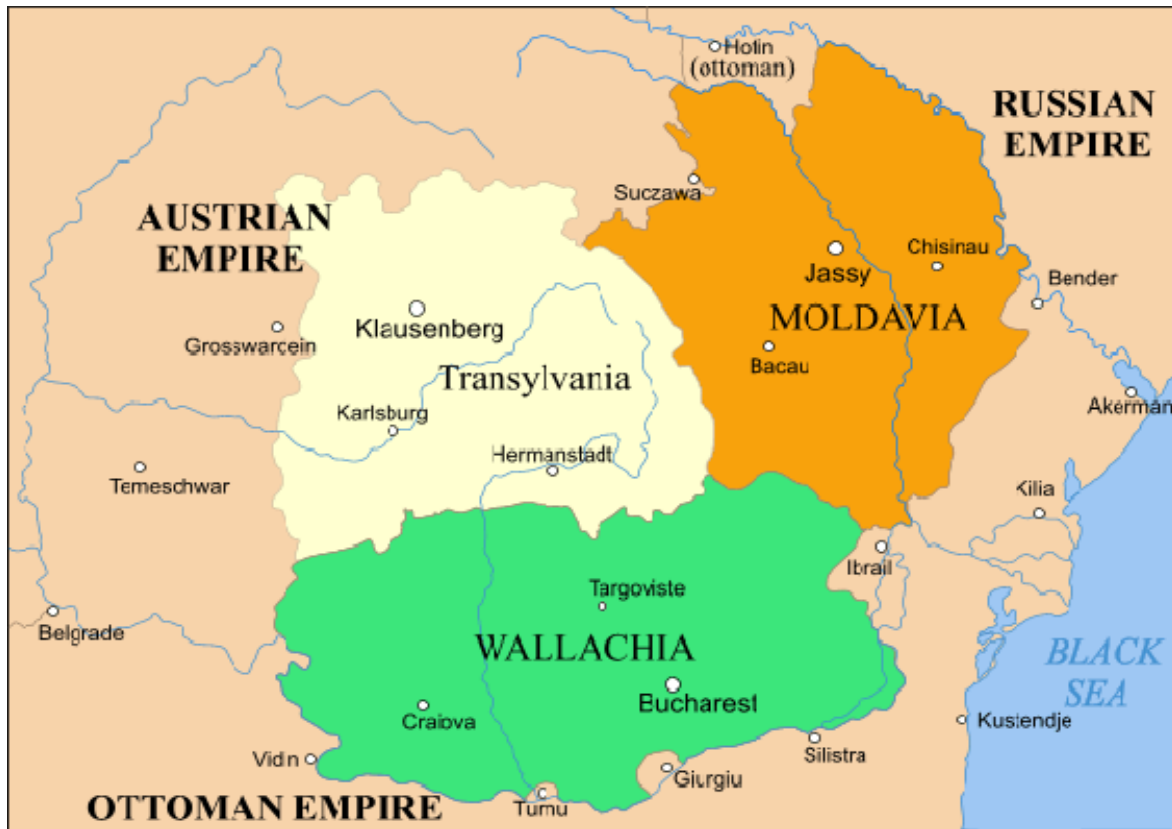 Hotin
(ottoman)
RUSSIAN
EMPIRE
Suczawa
AUSTRIAN
EMPIRE
Jassy
Chisinau
Bender
MOLDAVIA
Klausenberg
Grosswarcein
Bacau
Transylvania
Akerman
Karlsburg
Hermanstadt
Temeschwar
Kilia
Ibrail
Targoviste
Belgrade
WALLACHIA
BLACK
SEA
Bucharest
Craiova
Kustendje
Silistra
Vidin
Giurgiu
OTTOMAN EMPIRE
Turnu